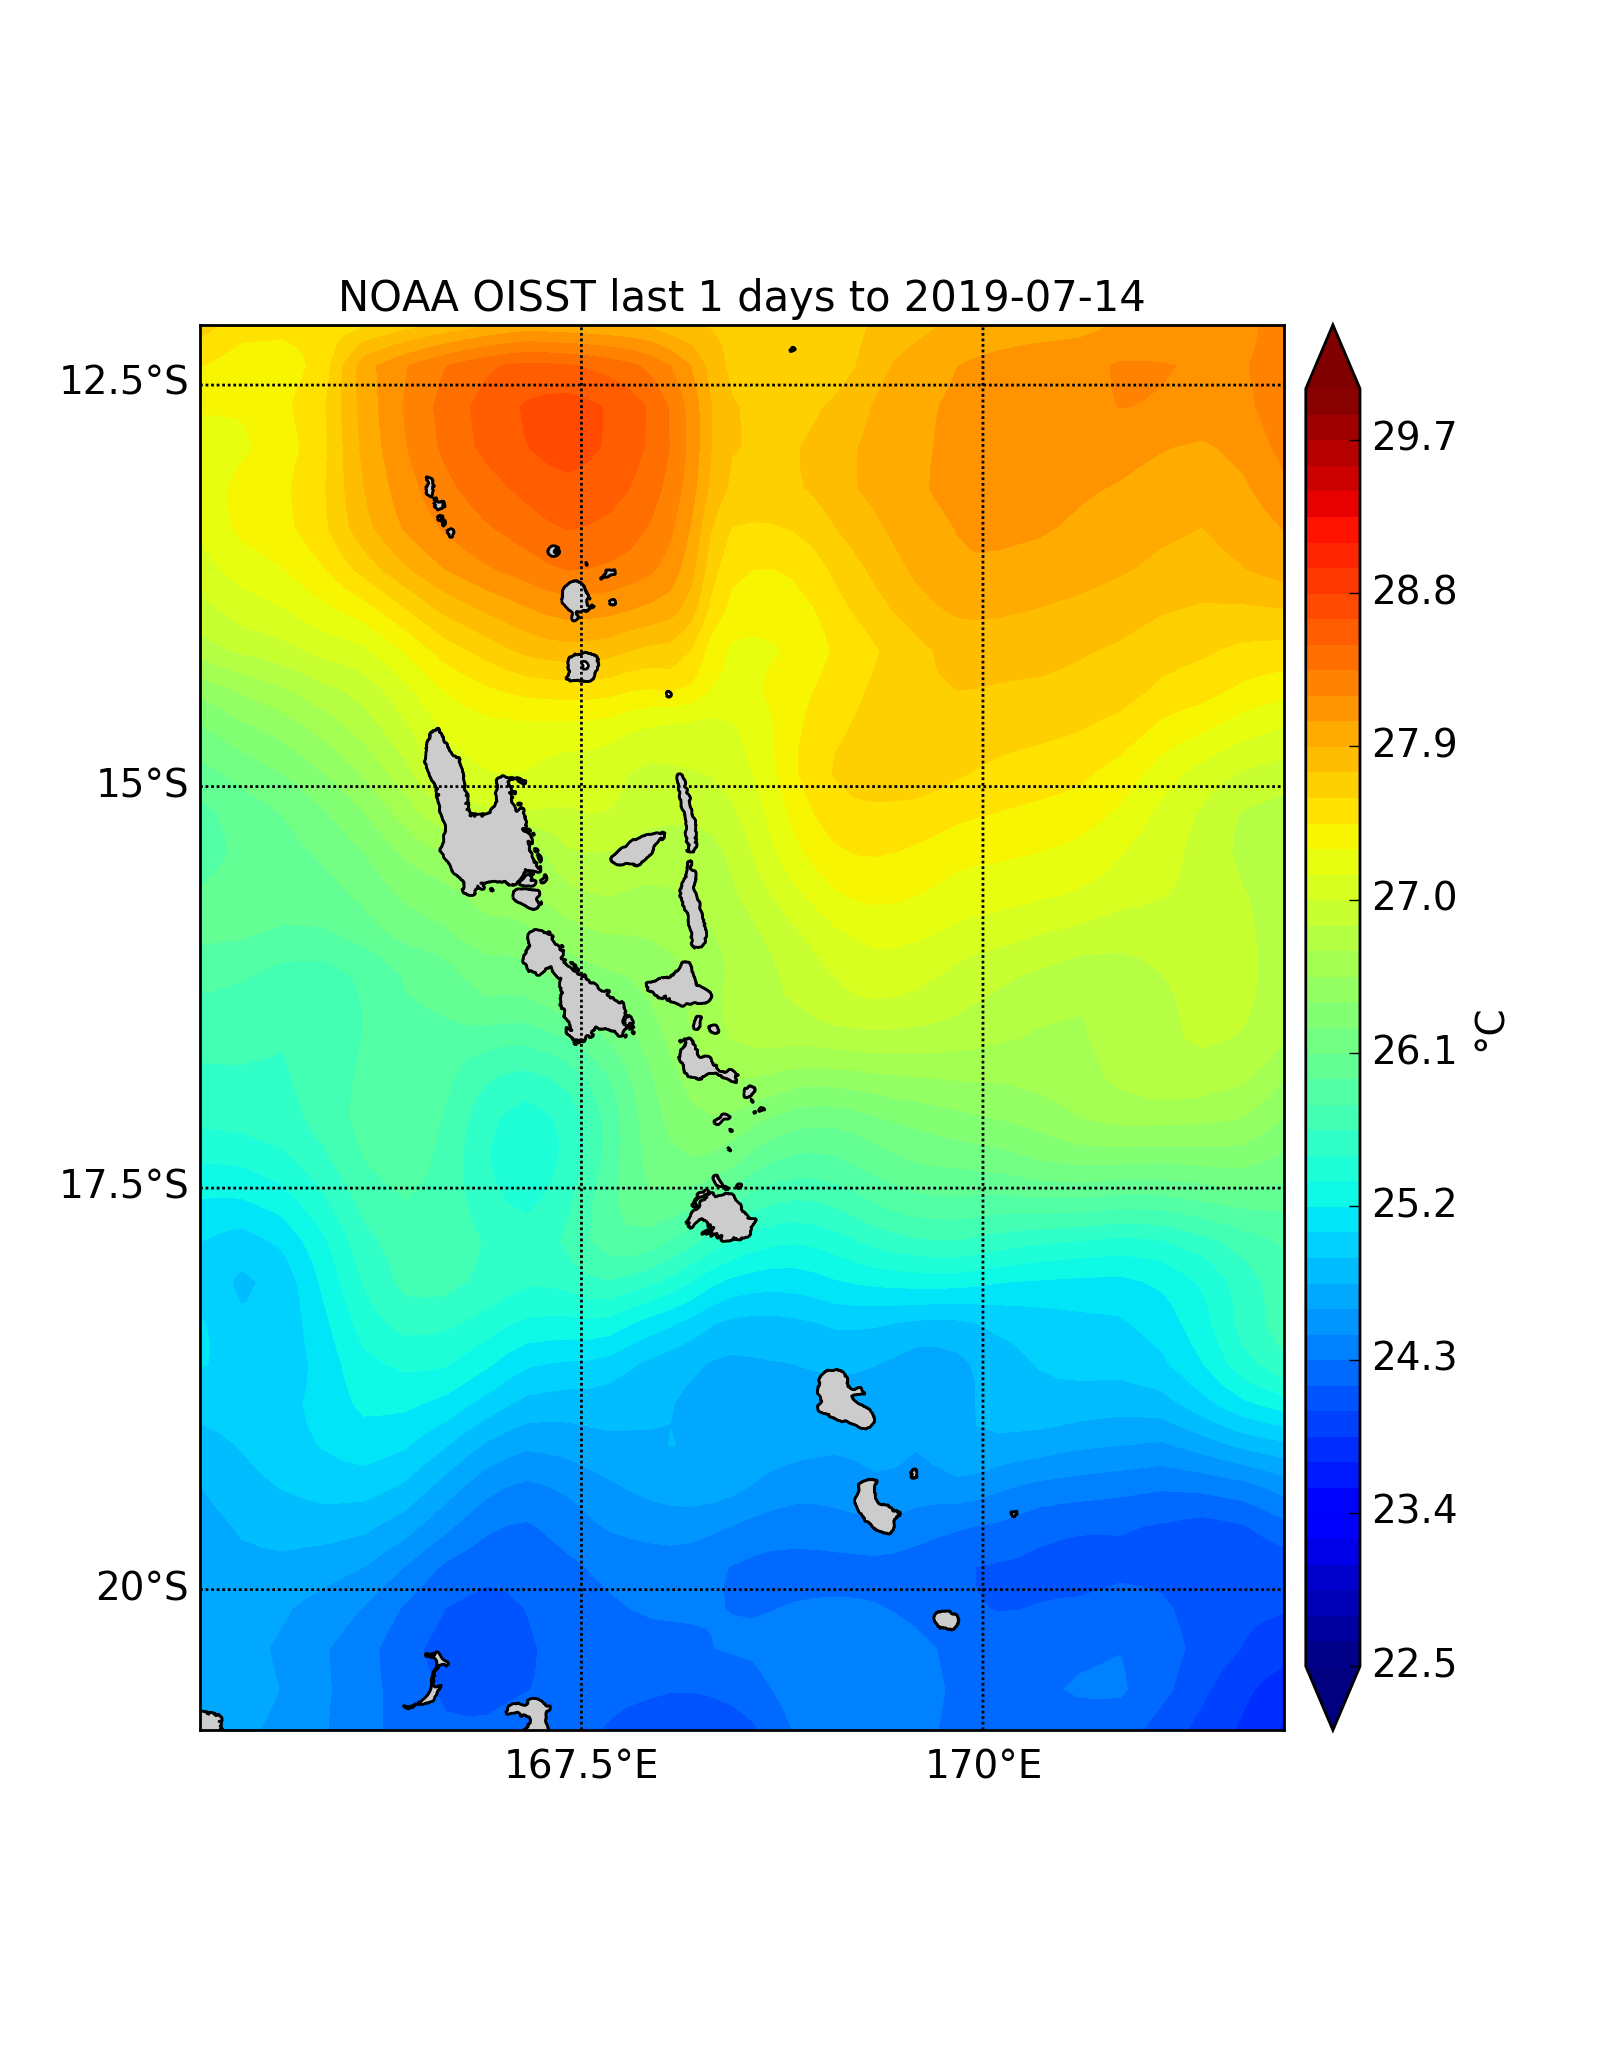 NOAA OISST last 1 days to 2019-07-14
12.5°S
15°S
17.5°S
20°S
167.5°E
170°E
29.7
28.8
27.9
27.0
26.1
25.2
24.3
23.4
22.5
°C